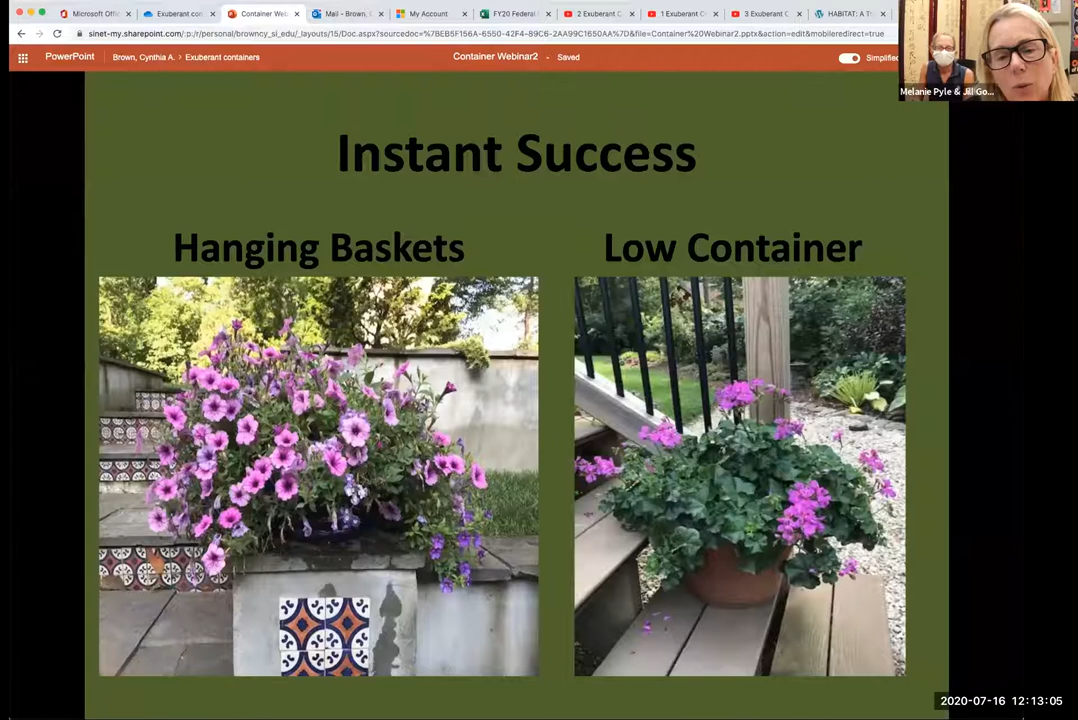 Microsoft Offic
Exuberant con
Container Web
Mail - Brown, C
My Account
FY20 Federal
2 Exuberant C
1 Exuberant C
3 Exuberant C
HABITAT: A Th
sinet-my.sharepoint.com/:p:/r/personal/browncy_si_edu/_layouts/15/Doc.aspx?sourcedoc=%7BEB5F156A-6550-42F4-89C6-2AA99C1650AA%7D&file=Container%20Webinar2.pptx&action=edit&mobileredirect=true
PowerPoint
Brown, Cynthia A. > Exuberant containers
Container Webinar2 - Saved
Simplified
Melanie Pyle & Jill Go...
Instant Success
Hanging Baskets
Low Container
2020-07-16 12:13:05